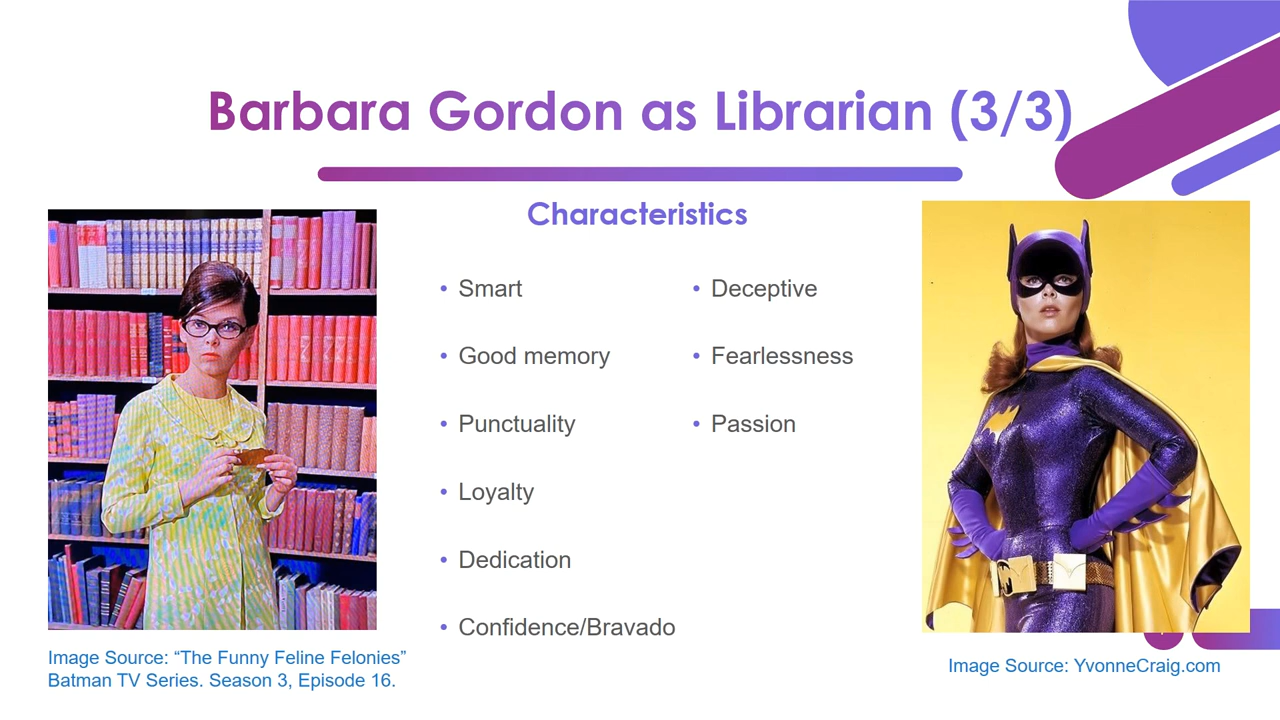 Barbara Gordon as Librarian (3/3)
Characteristics
• Smart
• Good memory
• Punctuality
• Loyalty
• Dedication
• Confidence/Bravado
• Deceptive
• Fearlessness
• Passion
Image Source: “The Funny Feline Felonies”
Batman TV Series. Season 3, Episode 16.
Image Source: YvonneCraig.com